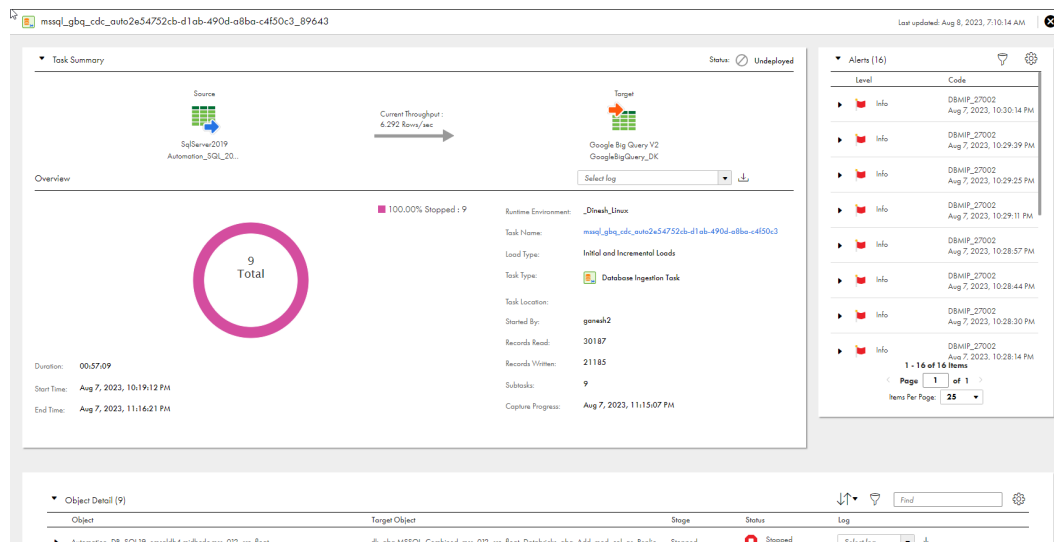 mssql_gbq_cdc_auto2e54752cb-d1ab-490d-a8ba-c4f50c3_89643
Last updated: Aug 8, 2023, 7:10:14 AM
Task Summary
Status: Undeployed
Source
Target
Current Throughput :
6.292 Rows/sec
SqlServer2019
Automation_SQL_20...
Google Big Query V2
GoogleBigQuery_DK
Overview
Select log
100.00% Stopped : 9
9
Total
Runtime Environment: _Dinesh_Linux
Task Name: mssql_gbq_cdc_auto2e54752cb-d1ab-490d-a8ba-c4f50c3
Load Type: Initial and Incremental Loads
Task Type: Database Ingestion Task
Task Location:
Started By: ganesh2
Records Read: 30187
Records Written: 21185
Subtasks: 9
Capture Progress: Aug 7, 2023, 11:15:07 PM
Duration: 00:57:09
Start Time: Aug 7, 2023, 10:19:12 PM
End Time: Aug 7, 2023, 11:16:21 PM
Alerts (16)
Level Code
Info DBMIP_27002
Aug 7, 2023, 10:30:14 PM
Info DBMIP_27002
Aug 7, 2023, 10:29:39 PM
Info DBMIP_27002
Aug 7, 2023, 10:29:25 PM
Info DBMIP_27002
Aug 7, 2023, 10:29:11 PM
Info DBMIP_27002
Aug 7, 2023, 10:28:57 PM
Info DBMIP_27002
Aug 7, 2023, 10:28:44 PM
Info DBMIP_27002
Aug 7, 2023, 10:28:30 PM
Info DBMIP_27002
Aug 7, 2023, 10:28:14 PM
1 - 16 of 16 Items
Page 1 of 1
Items Per Page: 25
Object Detail (9)
Find
Object Target Object Stage Status Log
Stopped Stopped Select log